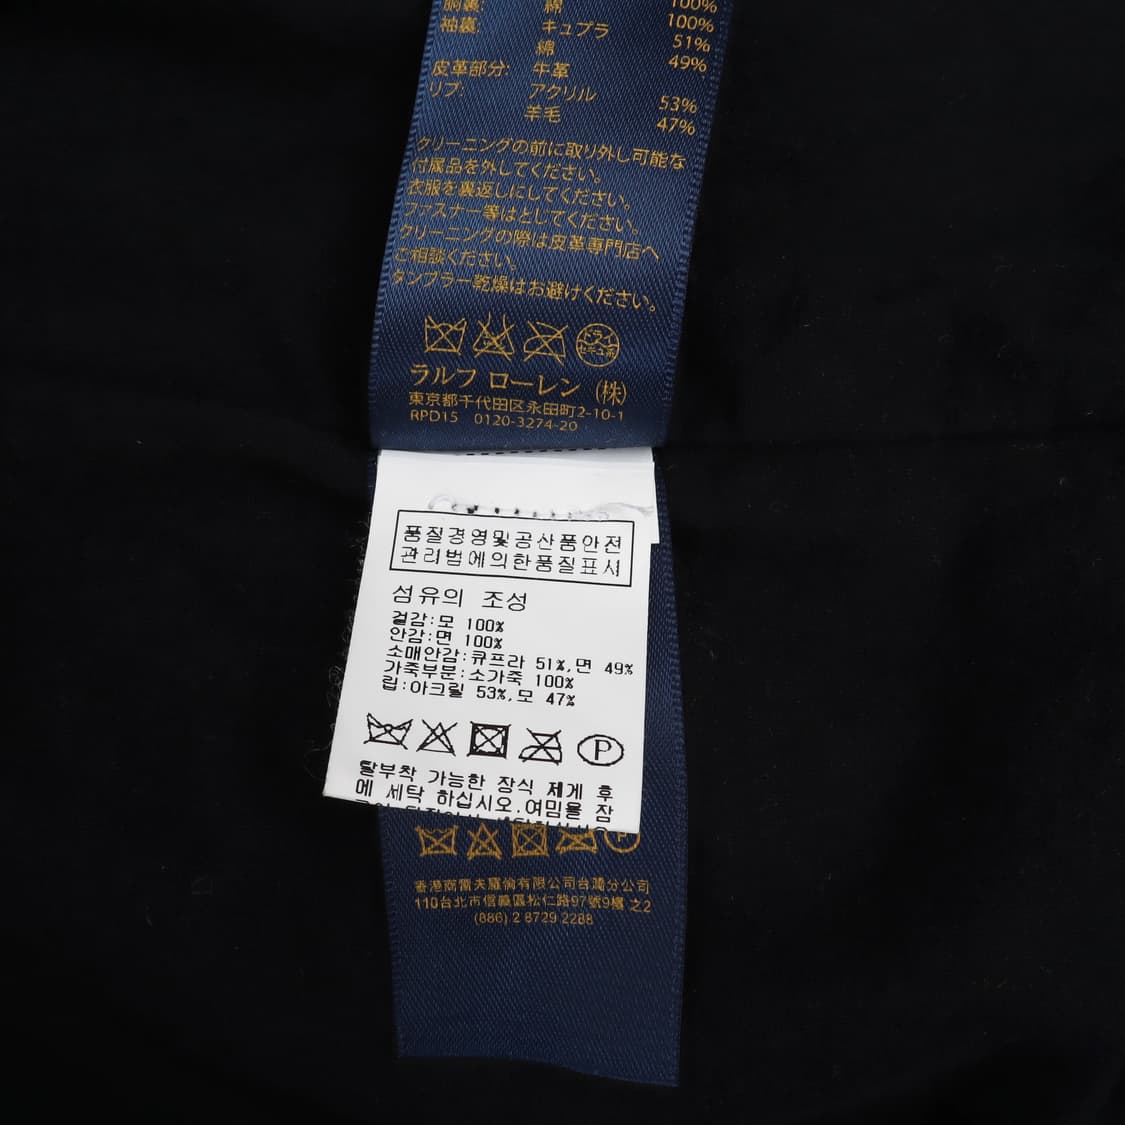 胴裏: 綿 100%
袖裏: キュプラ 100%
綿 51%
皮革部分: 牛革 49%
リブ: アクリル 53%
羊毛 47%
クリーニングの前に取り外し可能な
付属品を外してください。
衣服を裏返しにしてください。
ファスナー等はとじてください。
クリーニングの際は皮革専門店へ
ご相談ください。
タンブラー乾燥はお避けください。
ドライ
セキユ系
ラルフ ローレン (株)
東京都千代田区永田町2-10-1
RPD15 0120-3274-20
품질경영및공산품안전
관리법에의한품질표시
섬유의 조성
겉감:모 100%
안감:면 100%
소매안감:큐프라 51%,면 49%
가죽부분:소가죽 100%
립:아크릴 53%,모 47%
P
탈부착 가능한 장식 제게 후
에 세탁 하십시오.여밈을 잠
P
香港商雷夫羅倫有限公司台灣分公司
110台北市信義區松仁路97號9樓之2
(886) 2 8729 2288